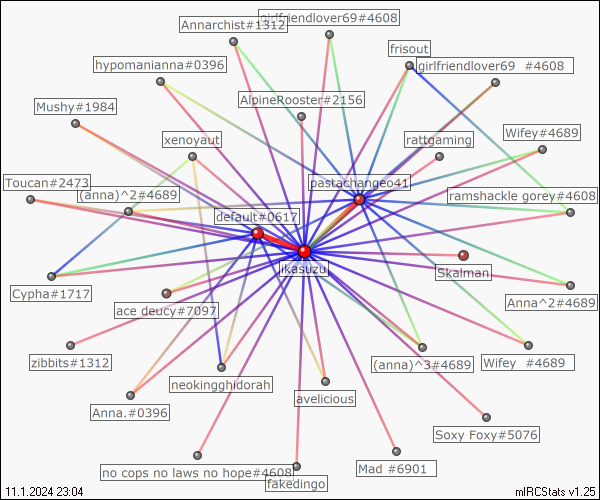 girlfriendlover69#4608
Annarchist#1312
frisout
hypomanianna#0396
girlfriendlover69 #4608
AlpineRooster#2156
Mushy#1984
xenoyaut
rattgaming
Wifey#4689
Toucan#2473
pastachangeo41
(anna)^2#4689
ramshackle gorey#4608
default#0617
ikasuzu
Skalman
Cypha#1717
ace deucy#7097
Anna^2#4689
zibbits#1312
(anna)^3#4689
Wifey #4689
neokingghidorah
avelicious
Anna.#0396
Soxy Foxy#5076
no cops no laws no hope#4608
Mad #6901
fakedingo
11.1.2024 23:04
mIRCStats v1.25